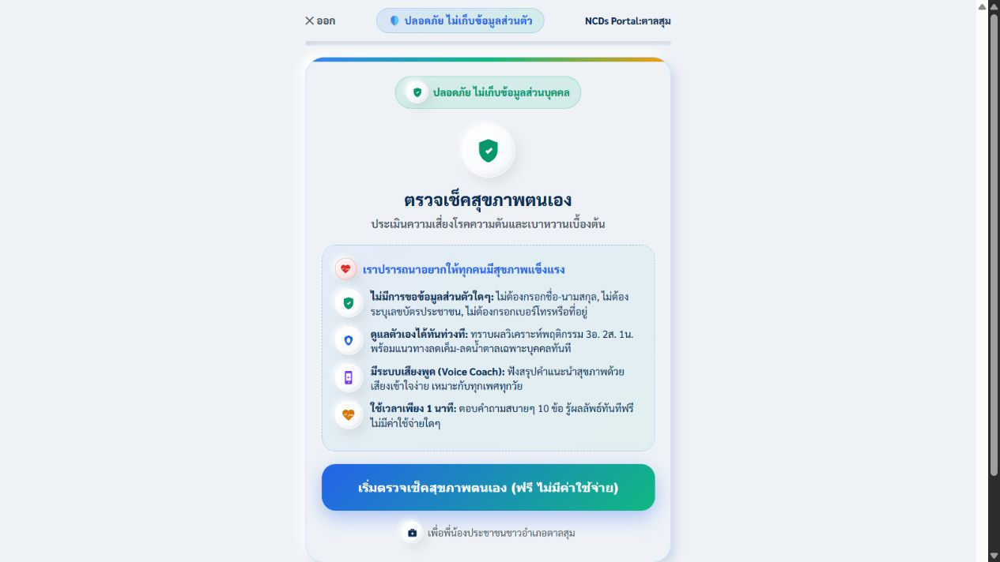 ออก
ปลอดภัย ไม่เก็บข้อมูลส่วนตัว
NCDs Portal:ตาลสุม
ปลอดภัย ไม่เก็บข้อมูลส่วนบุคคล
ตรวจเช็คสุขภาพตนเอง
ประเมินความเสี่ยงโรคความดันและเบาหวานเบื้องต้น
เราปรารถนาอยากให้ทุกคนมีสุขภาพแข็งแรง
ไม่มีการขอข้อมูลส่วนตัวใดๆ: ไม่ต้องกรอกชื่อ-นามสกุล, ไม่ต้อง
ระบุเลขบัตรประชาชน, ไม่ต้องกรอกเบอร์โทรหรือที่อยู่
ดูแลตัวเองได้ทันท่วงที: ทราบผลวิเคราะห์พฤติกรรม 3อ. 2ส. 1น.
พร้อมแนวทางลดเค็ม-ลดน้ำตาลเฉพาะบุคคลทันที
มีระบบเสียงพูด (Voice Coach): ฟังสรุปคำแนะนำสุขภาพด้วย
เสียงเข้าใจง่าย เหมาะกับทุกเพศทุกวัย
ใช้เวลาเพียง 1 นาที: ตอบคำถามสบายๆ 10 ข้อ รู้ผลลัพธ์ทันทีฟรี
ไม่มีค่าใช้จ่ายใดๆ
เริ่มตรวจเช็คสุขภาพตนเอง (ฟรี ไม่มีค่าใช้จ่าย)
เพื่อพี่น้องประชาชนชาวอำเภอตาลสุม